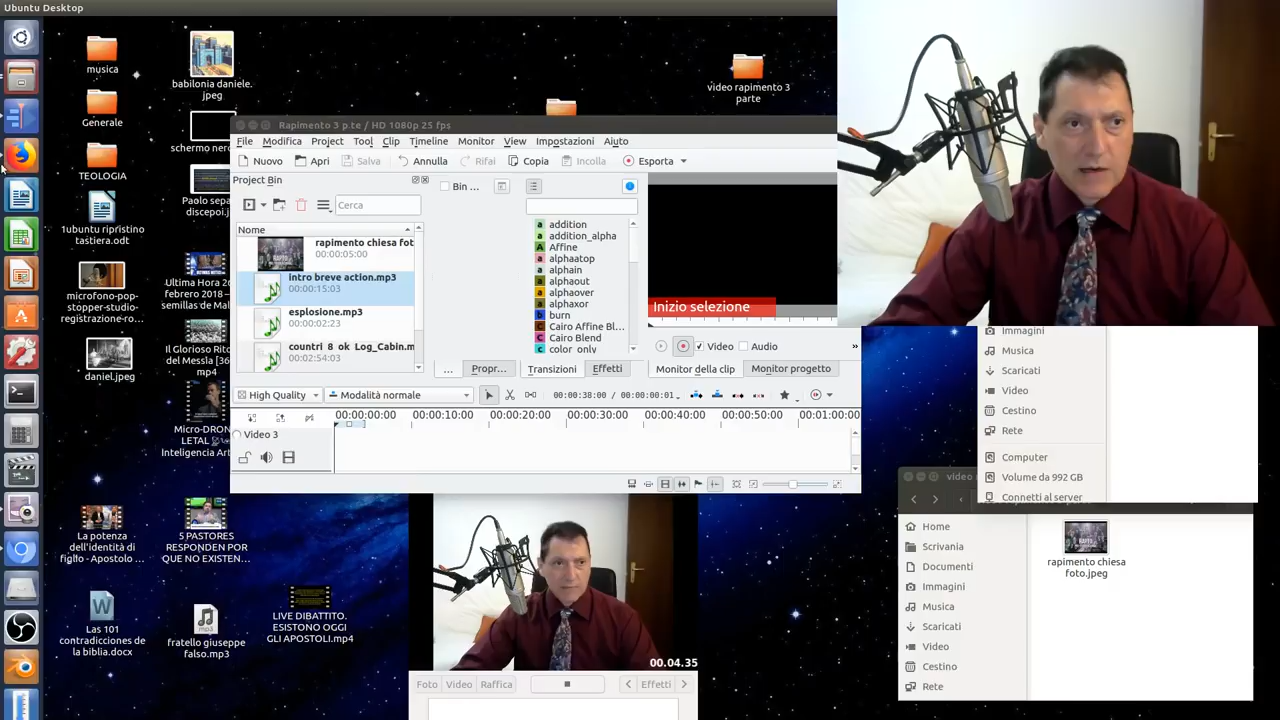 Ubuntu Desktop
musica
Generale
TEOLOGIA
1ubuntu ripristino
tastiera.odt
microfono-pop-
stopper-studio-
registrazione-ro...
daniel.jpeg
babilonia daniele.
jpeg
schermo ner
Paolo sape
discepoi.jp
Ultima Hora 26
febrero 2018 –
semillas de Mal
Il Glorioso Rito
del Messia [36
mp4
Micro-DRON
LETAL
Inteligencia Art
video rapimento 3
parte
Rapimento 3 p.te / HD 1080p 25 fps
File Modifica Project Tool Clip Timeline Monitor View Impostazioni Aiuto
Nuovo Apri Salva Annulla Rifai Copia Incolla Esporta
Project Bin
Cerca
Nome
rapimento chiesa fot
00:00:05:00
intro breve action.mp3
00:00:15:03
esplosione.mp3
00:00:02:23
countri 8 ok Log_Cabin.m
00:02:54:03
Bin ...
addition
addition_alpha
Affine
alphaatop
alphain
alphaout
alphaover
alphaxor
burn
Cairo Affine Bl...
Cairo Blend
color only
... Propr... Transizioni Effetti
Inizio selezione
Video Audio »
Monitor della clip Monitor progetto
High Quality Modalità normale 00:00:38:00 / 00:00:00:01
00:00:00:00 00:00:10:00 00:00:20:00 00:00:30:00 00:00:40:00 00:00:50:00 00:01:00:00
Video 3
Immagini
Musica
Scaricati
Video
Cestino
Rete
Computer
Volume da 992 GB
Connetti al server
video
Home
Scrivania
Documenti
Immagini
Musica
Scaricati
Video
Cestino
Rete
rapimento chiesa
foto.jpeg
La potenza
dell'identità di
figlio - Apostolo ...
5 PASTORES
RESPONDEN POR
QUE NO EXISTEN...
Las 101
contradicciones de
la biblia.docx
mp3
fratello giuseppe
falso.mp3
LIVE DIBATTITO.
ESISTONO OGGI
GLI APOSTOLI.mp4
00.04.35
Foto Video Raffica Effetti